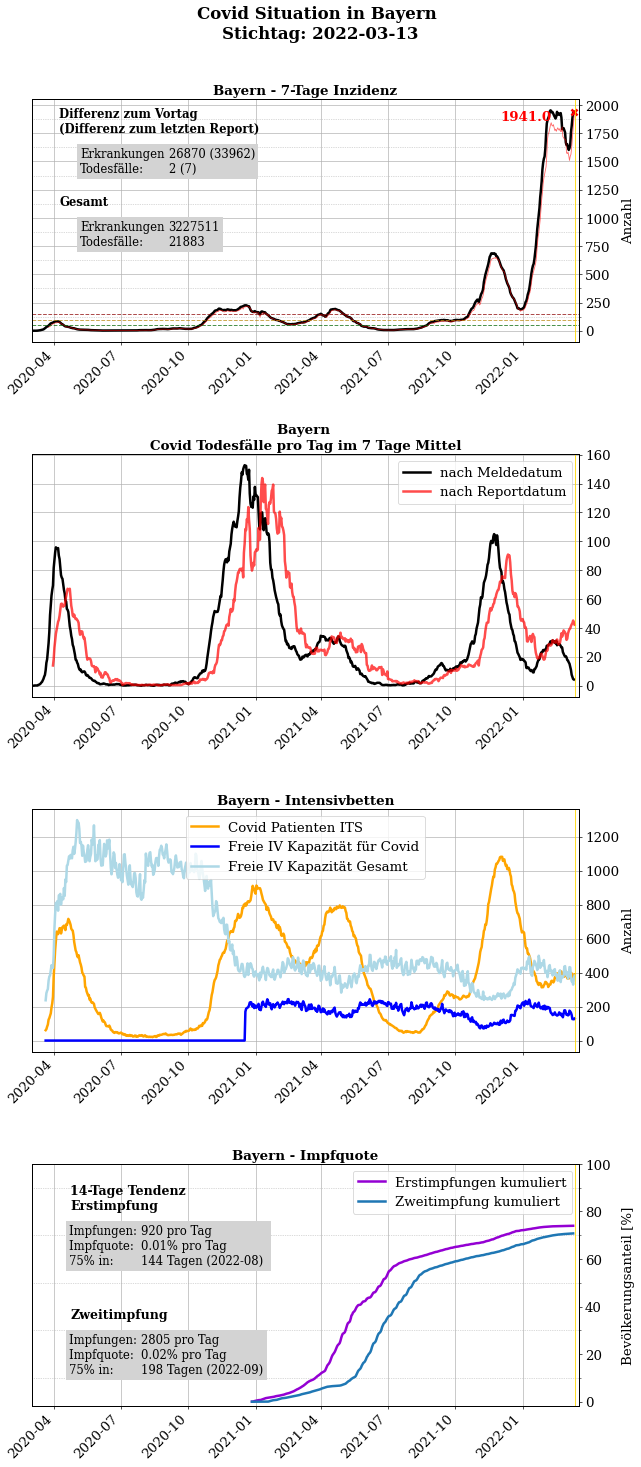 Covid Situation in Bayern
Stichtag: 2022-03-13
Bayern - 7-Tage Inzidenz
Differenz zum Vortag
(Differenz zum letzten Report)
Erkrankungen 26870 (33962)
Todesfälle: 2 (7)
Gesamt
Erkrankungen 3227511
Todesfälle: 21883
1941.0
2000
1750
1500
1250
1000
750
500
250
0
Anzahl
2020-04
2020-07
2020-10
2021-01
2021-04
2021-07
2021-10
2022-01
Bayern
Covid Todesfälle pro Tag im 7 Tage Mittel
nach Meldedatum
nach Reportdatum
160
140
120
100
80
60
40
20
0
2020-04
2020-07
2020-10
2021-01
2021-04
2021-07
2021-10
2022-01
Bayern - Intensivbetten
Covid Patienten ITS
Freie IV Kapazität für Covid
Freie IV Kapazität Gesamt
1200
1000
800
600
400
200
0
Anzahl
2020-04
2020-07
2020-10
2021-01
2021-04
2021-07
2021-10
2022-01
Bayern - Impfquote
14-Tage Tendenz
Erstimpfung
Impfungen: 920 pro Tag
Impfquote: 0.01% pro Tag
75% in: 144 Tagen (2022-08)
Zweitimpfung
Impfungen: 2805 pro Tag
Impfquote: 0.02% pro Tag
75% in: 198 Tagen (2022-09)
Erstimpfungen kumuliert
Zweitimpfung kumuliert
100
80
60
40
20
0
Bevölkerungsanteil [%]
2020-04
2020-07
2020-10
2021-01
2021-04
2021-07
2021-10
2022-01